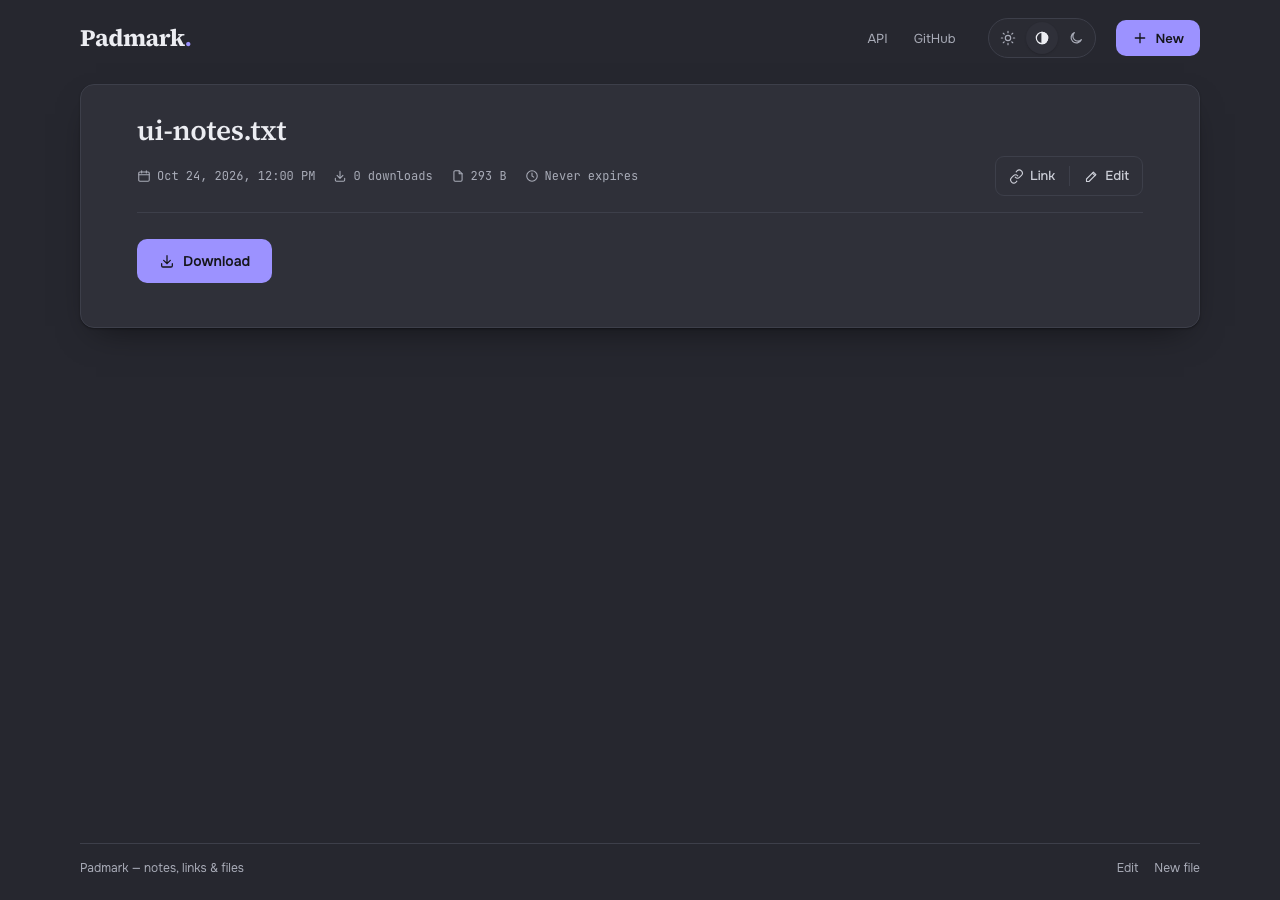 Padmark.
API GitHub New
ui-notes.txt
Oct 24, 2026, 12:00 PM 0 downloads 293 B Never expires Link Edit
Download
Padmark — notes, links & files Edit New file